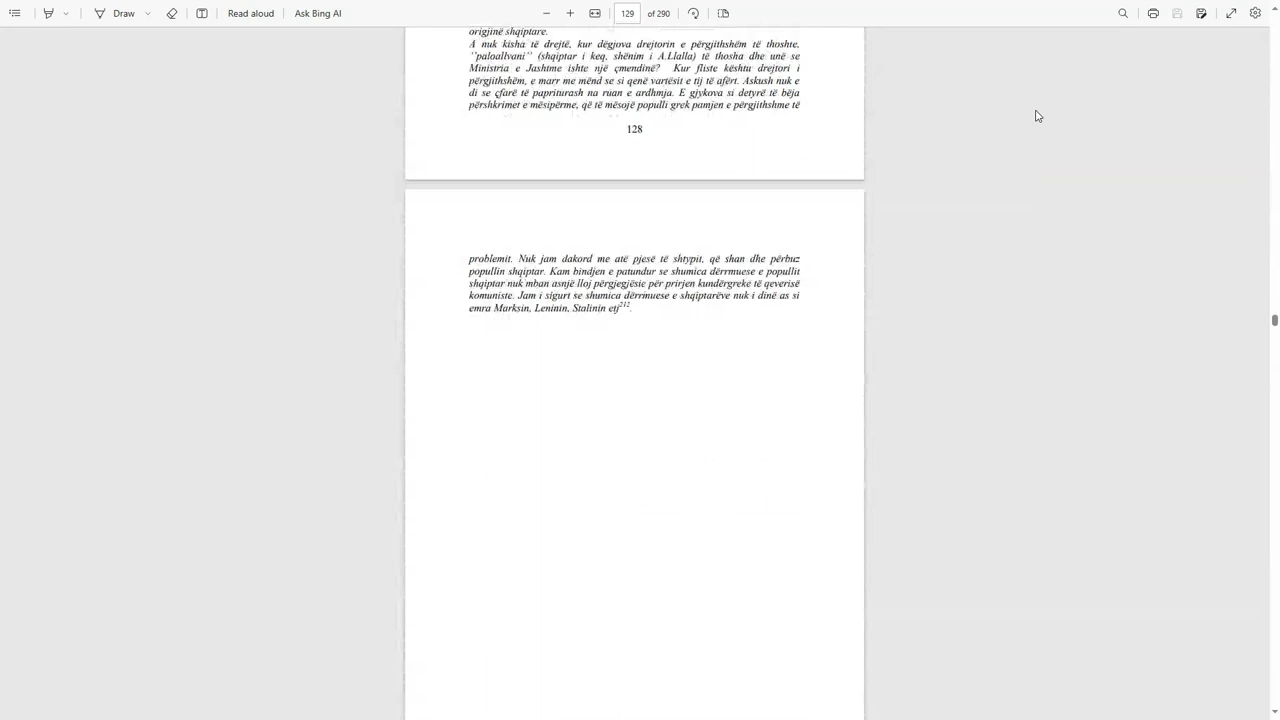 Draw
Read aloud
Ask Bing AI
129 of 290
origjinë shqiptare.
A nuk kisha të drejtë, kur dëgjova drejtorin e përgjithshëm të thoshte,
‘’paloallvani’’ (shqiptar i keq, shënim i A.Llalla) të thosha dhe unë se
Ministria e Jashtme ishte një çmendinë? Kur fliste kështu drejtori i
përgjithshëm, e marr me mënd se si qenë vartësit e tij të afërt. Askush nuk e
di se çfarë të papriturash na ruan e ardhmja. E gjykova si detyrë të bëja
përshkrimet e mësipërme, që të mësojë populli grek pamjen e përgjithshme të
128
problemit. Nuk jam dakord me atë pjesë të shtypit, që shan dhe përbuz
popullin shqiptar. Kam bindjen e patundur se shumica dërrmuese e popullit
shqiptar nuk mban asnjë lloj përgjegjësie për prirjen kundërgreke të qeverisë
komuniste. Jam i sigurt se shumica dërrmuese e shqiptarëve nuk i dinë as si
emra Marksin, Leninin, Stalinin etj212.